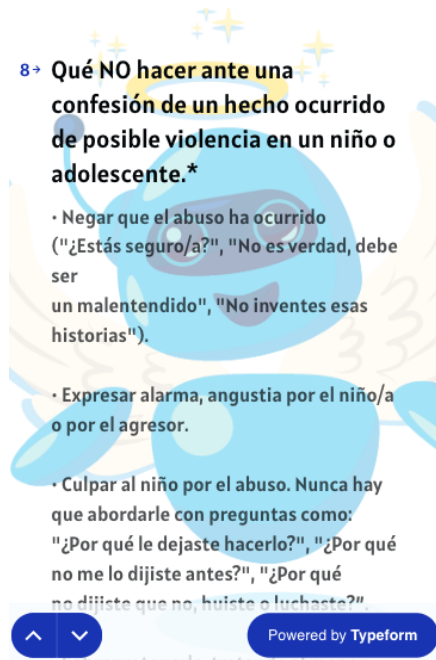 8→ Qué NO hacer ante una
confesión de un hecho ocurrido
de posible violencia en un niño o
adolescente.*
· Negar que el abuso ha ocurrido
("¿Estás seguro/a?", "No es verdad, debe
ser
un malentendido", "No inventes esas
historias").
· Expresar alarma, angustia por el niño/a
o por el agresor.
· Culpar al niño por el abuso. Nunca hay
que abordarle con preguntas como:
"¿Por qué le dejaste hacerlo?", "¿Por qué
no me lo dijiste antes?", "¿Por qué
no dijiste que no, huiste o luchaste?".
Powered by Typeform